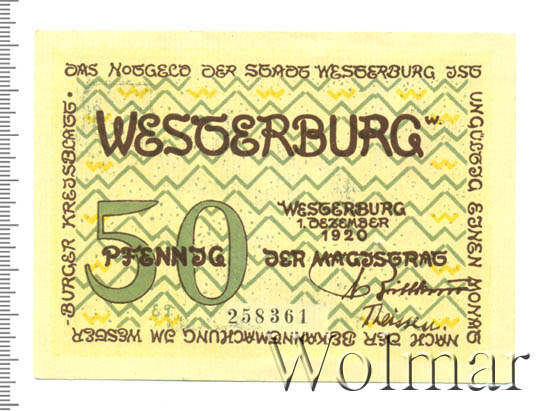 DAS NOTGELD DER STADT WESTERBURG IST
UNGÜLTIG EINEN MONAT
NACH DER BEKANNTMACHUNG IM WESTER
-BURGER KREISBLATT.
WESTERBURG W.
50
PFENNIG
WESTERBURG
1. DEZEMBER
1920
DER MAGISTRAT
Theissen.
258361
Wolmar